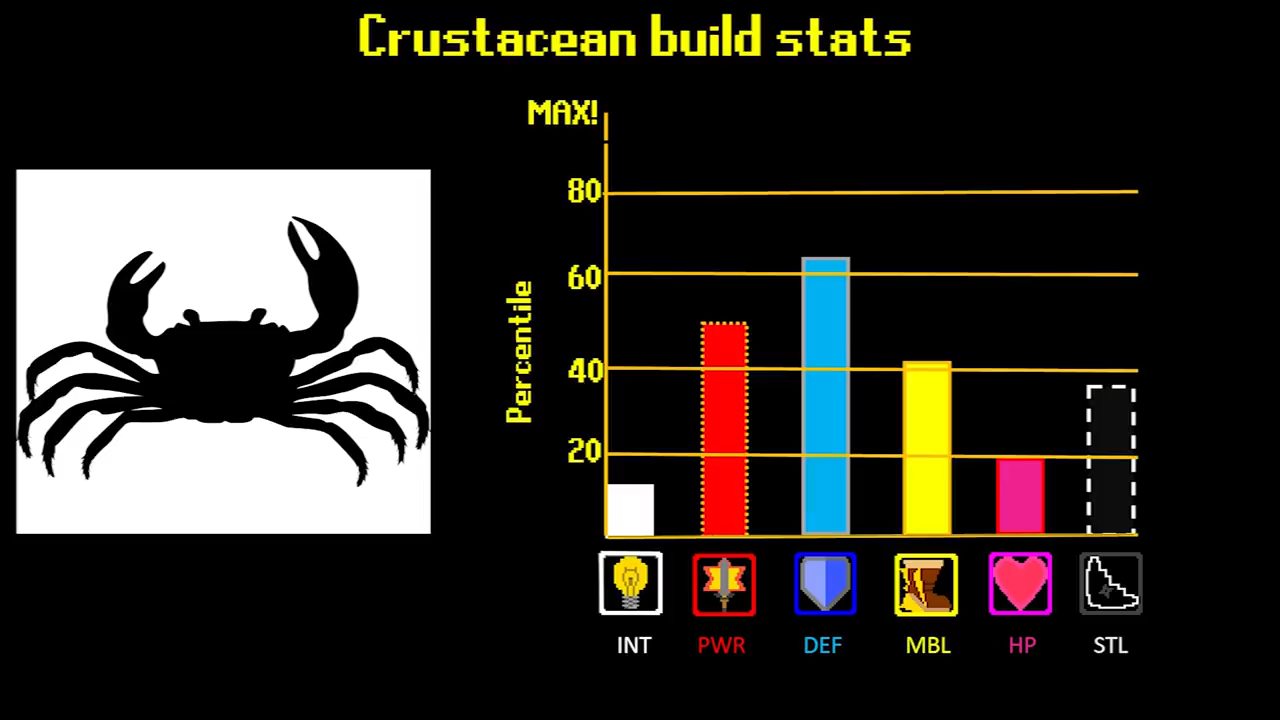 Crustacean build stats
MAX!
80
60
40
20
Percentile
INT PWR DEF MBL HP STL